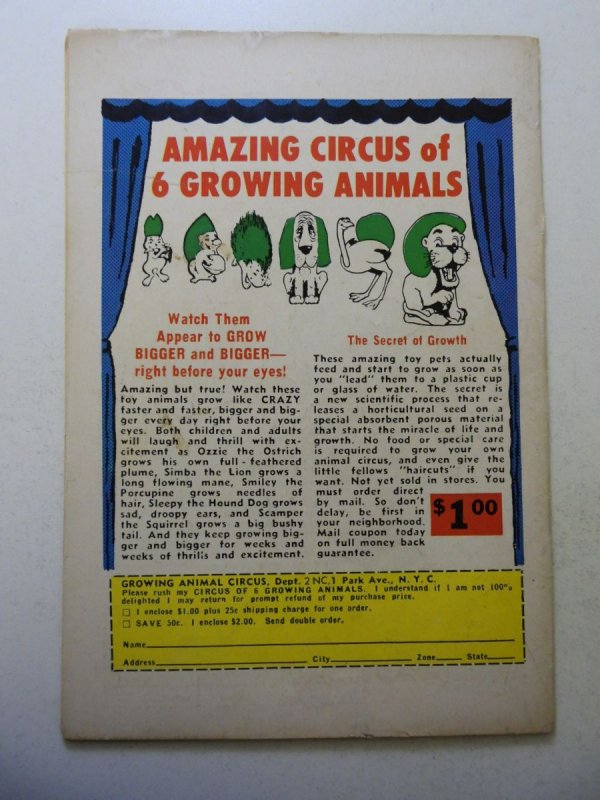 AMAZING CIRCUS of
6 GROWING ANIMALS
Watch Them
Appear to GROW
BIGGER and BIGGER—
right before your eyes!
Amazing but true! Watch these
toy animals grow like CRAZY
faster and faster, bigger and big-
ger every day right before your
eyes. Both children and adults
will laugh and thrill with ex-
citement as Ozzie the Ostrich
grows his own full-feathered
plume, Simba the Lion grows a
long flowing mane, Smiley the
Porcupine grows needles of
hair, Sleepy the Hound Dog grows
sad, droopy ears, and Scamper
the Squirrel grows a big bushy
tail. And they keep growing big-
ger and bigger for weeks and
weeks of thrills and excitement.
The Secret of Growth
These amazing toy pets actually
feed and start to grow as soon as
you "lead" them to a plastic cup
or glass of water. The secret is
a new scientific process that re-
leases a horticultural seed on a
special absorbent porous material
that starts the miracle of life and
growth. No food or special care
is required to grow your own
animal circus, and even give the
little fellows "haircuts" if you
want. Not yet sold in stores. You
must order direct
by mail. So don't
delay, be first in
your neighborhood.
Mail coupon today
on full money back
guarantee.
$1 00
GROWING ANIMAL CIRCUS, Dept. 2NC, 1 Park Ave., N. Y. C.
Please rush my CIRCUS OF 6 GROWING ANIMALS. I understand if I am not 100%
delighted I may return for prompt refund of my purchase price.
□ I enclose $1.00 plus 25c shipping charge for one order.
□ SAVE 50c. I enclose $2.00. Send double order.
Name
Address City Zone State